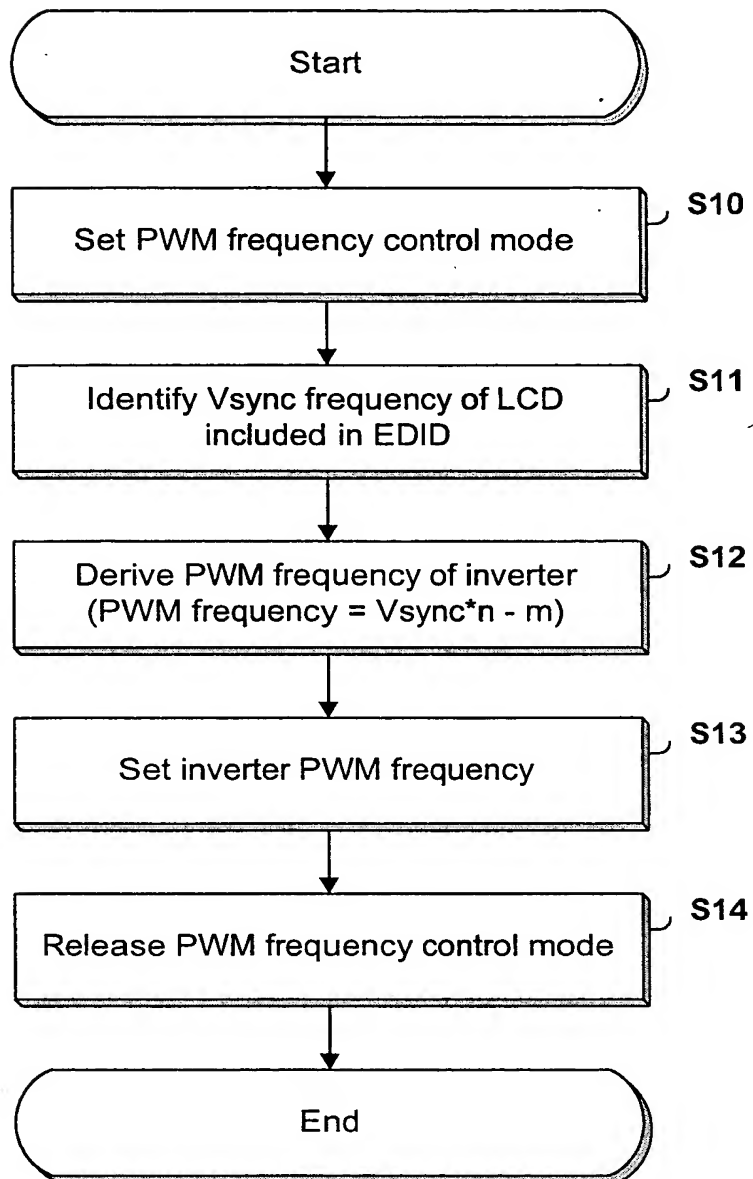 Start
S10
Set PWM frequency control mode
S11
Identify Vsync frequency of LCD
included in EDID
S12
Derive PWM frequency of inverter
(PWM frequency = Vsync*n - m)
S13
Set inverter PWM frequency
S14
Release PWM frequency control mode
End